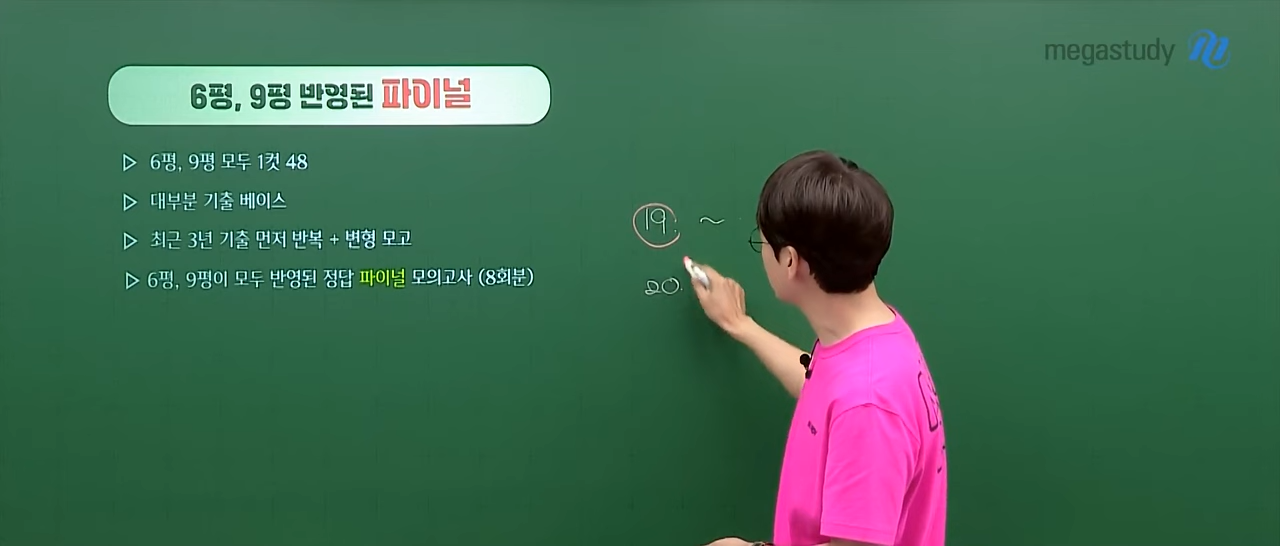 megastudy
6평, 9평 반영된 파이널
▷ 6평, 9평 모두 1컷 48
▷ 대부분 기출 베이스
▷ 최근 3년 기출 먼저 반복 + 변형 모고
▷ 6평, 9평이 모두 반영된 정답 파이널 모의고사 (8회분)
19. ~
20.